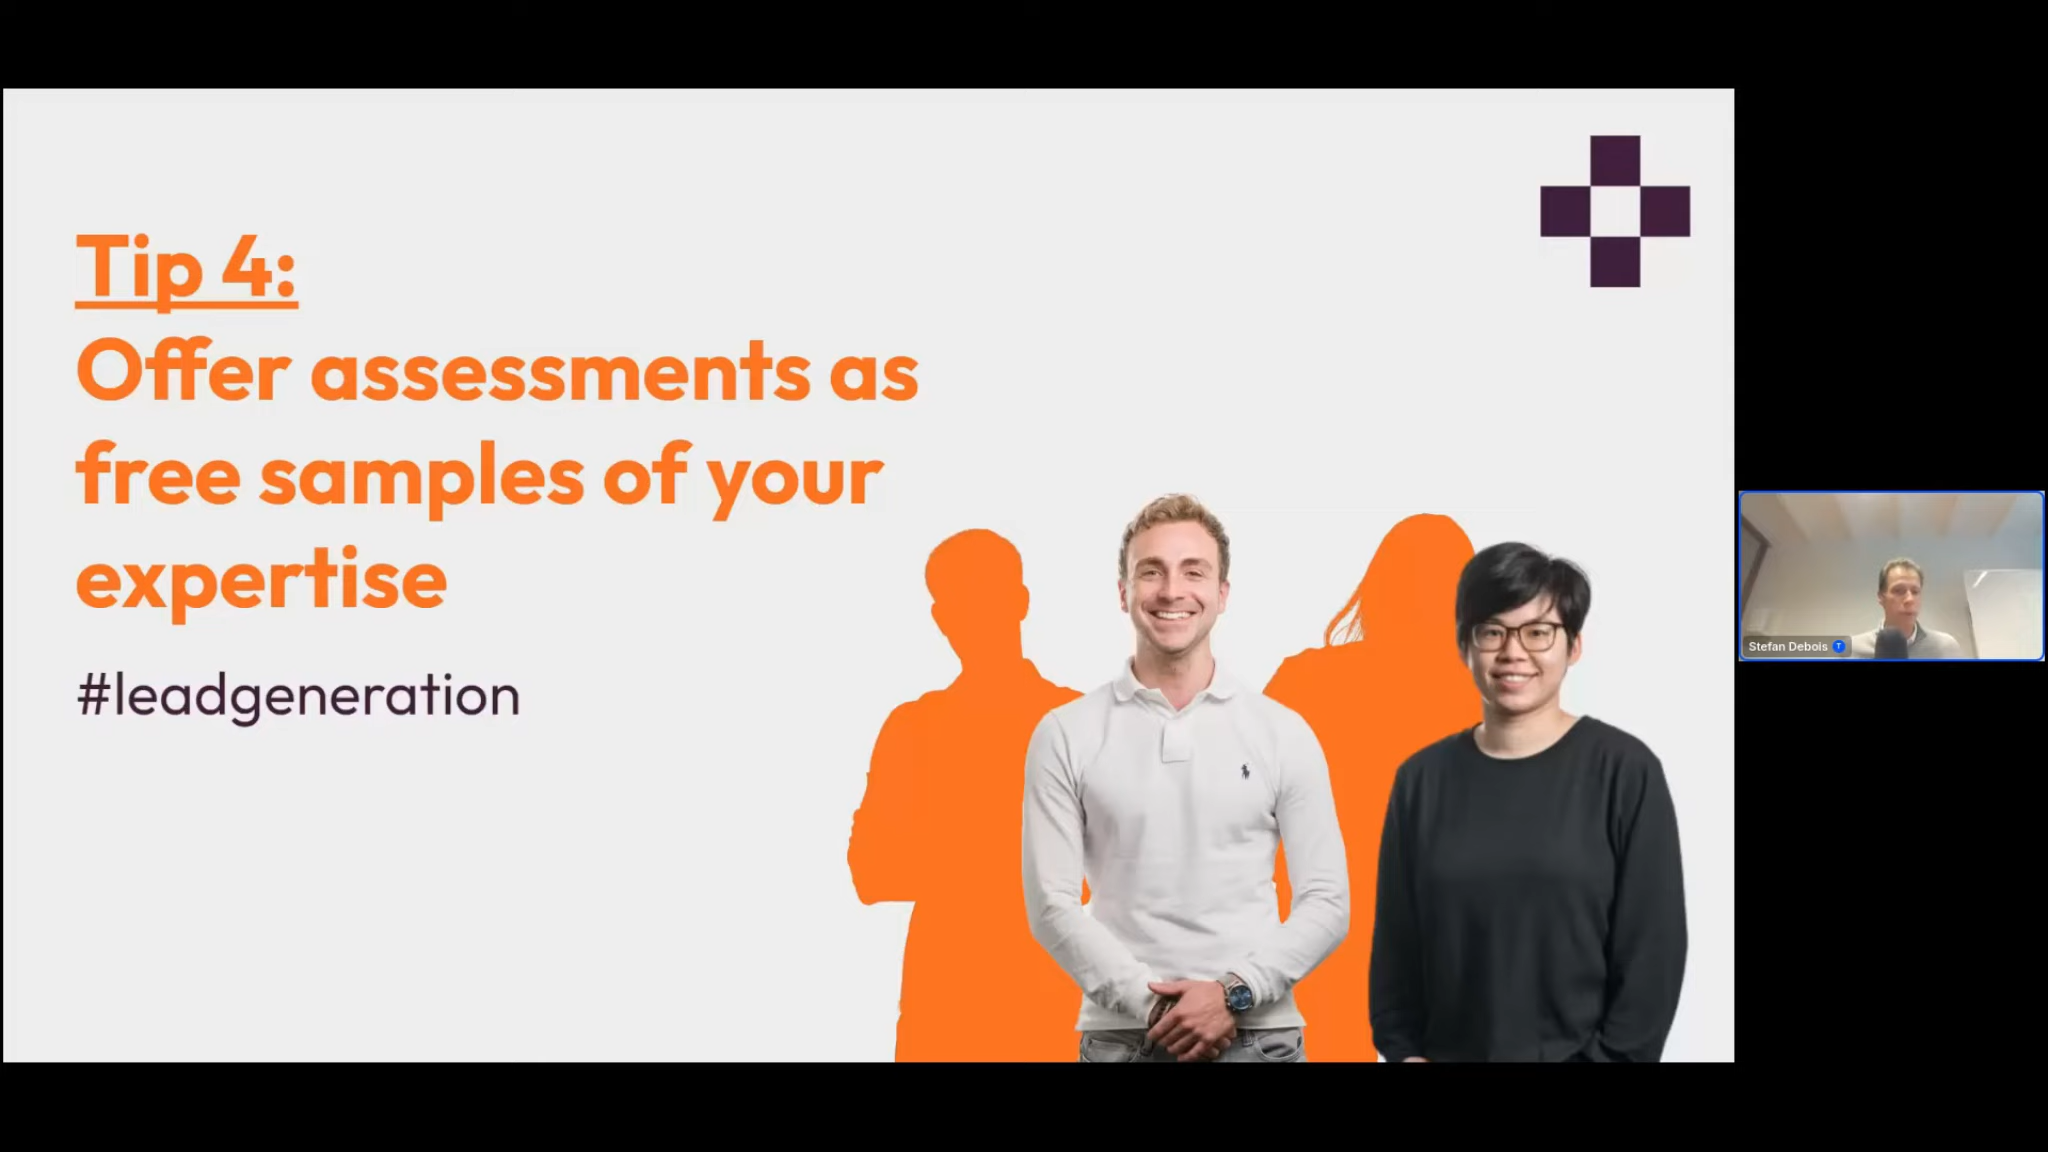 Tip 4:
Offer assessments as
free samples of your
expertise
#leadgeneration
Stefan Debois T